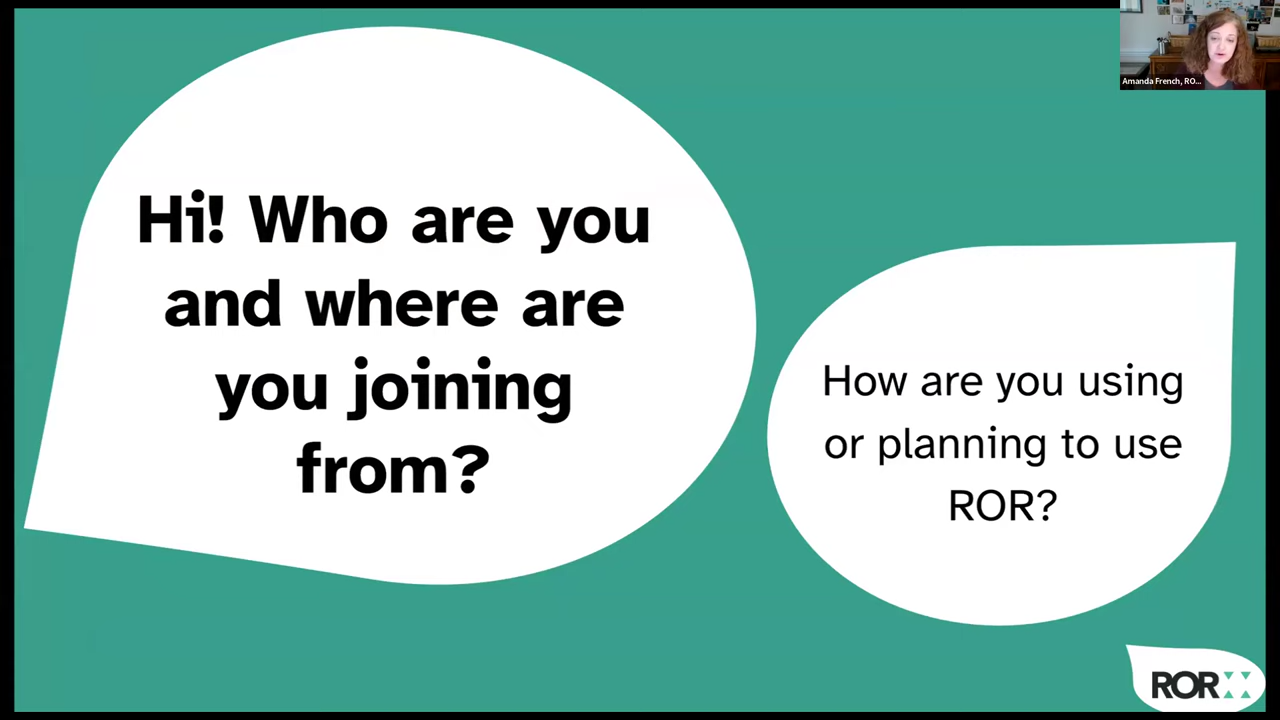 Amanda French, RO...
Hi! Who are you
and where are
you joining
from?
How are you using
or planning to use
ROR?
ROR